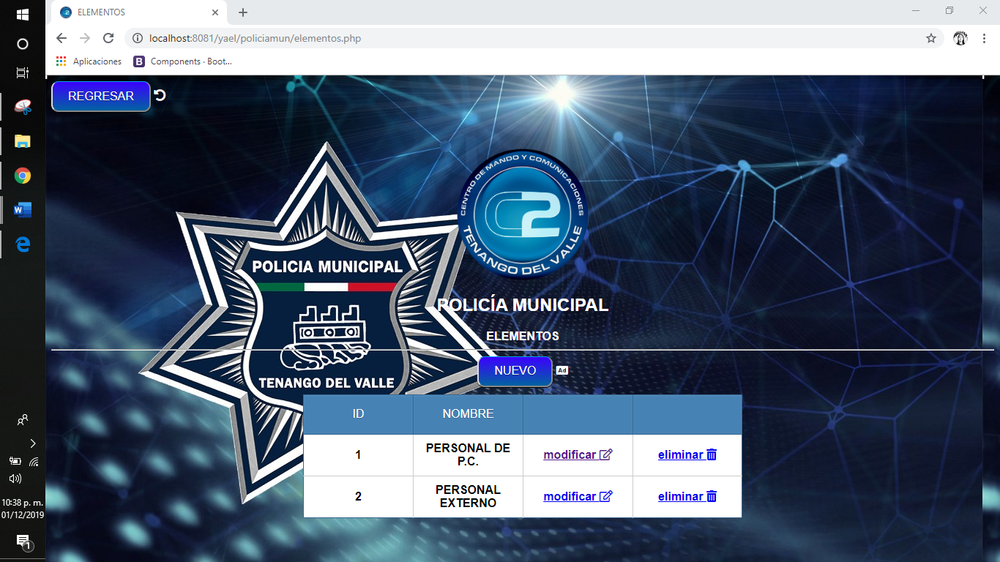 ELEMENTOS
localhost:8081/yael/policiamun/elementos.php
Aplicaciones
B Components · Boot...
REGRESAR
CENTRO DE MANDO Y COMUNICACIONES
C2
TENANGO DEL VALLE
POLICIA MUNICIPAL
TENANGO DEL VALLE
POLICÍA MUNICIPAL
ELEMENTOS
NUEVO Ad
ID NOMBRE
1 PERSONAL DE P.C. modificar eliminar
2 PERSONAL EXTERNO modificar eliminar
10:38 p. m.
01/12/2019
1